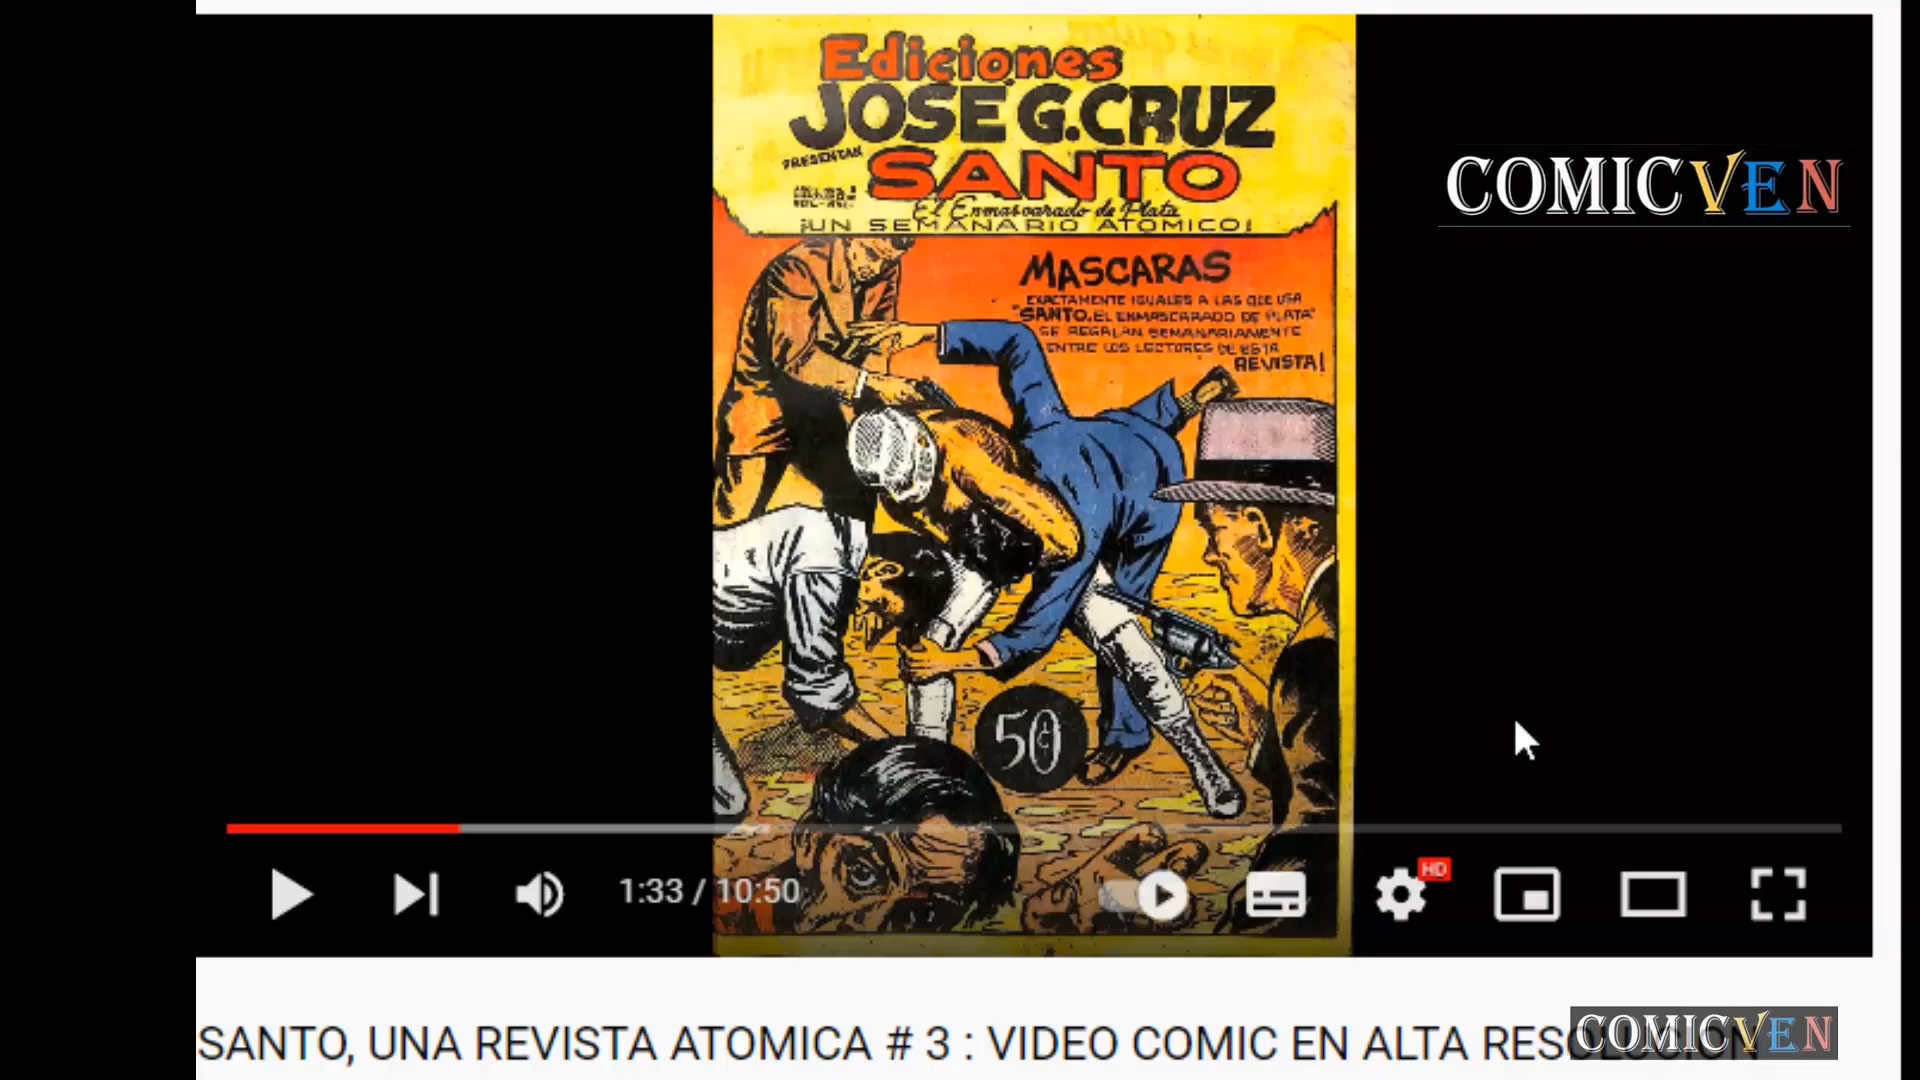 Ediciones
JOSE G. CRUZ
PRESENTAN
SANTO
El Enmascarado de Plata
¡UN SEMANARIO ATOMICO!
COMICVEN
MASCARAS
EXACTAMENTE IGUALES A LAS QUE USA
"SANTO, EL ENMASCARADO DE PLATA"
SE REGALAN SEMANARIAMENTE
ENTRE LOS LECTORES DE ESTA
REVISTA!
50¢
1:33 / 10:50
HD
SANTO, UNA REVISTA ATOMICA # 3 : VIDEO COMIC EN ALTA RESOLUCION
COMICVEN